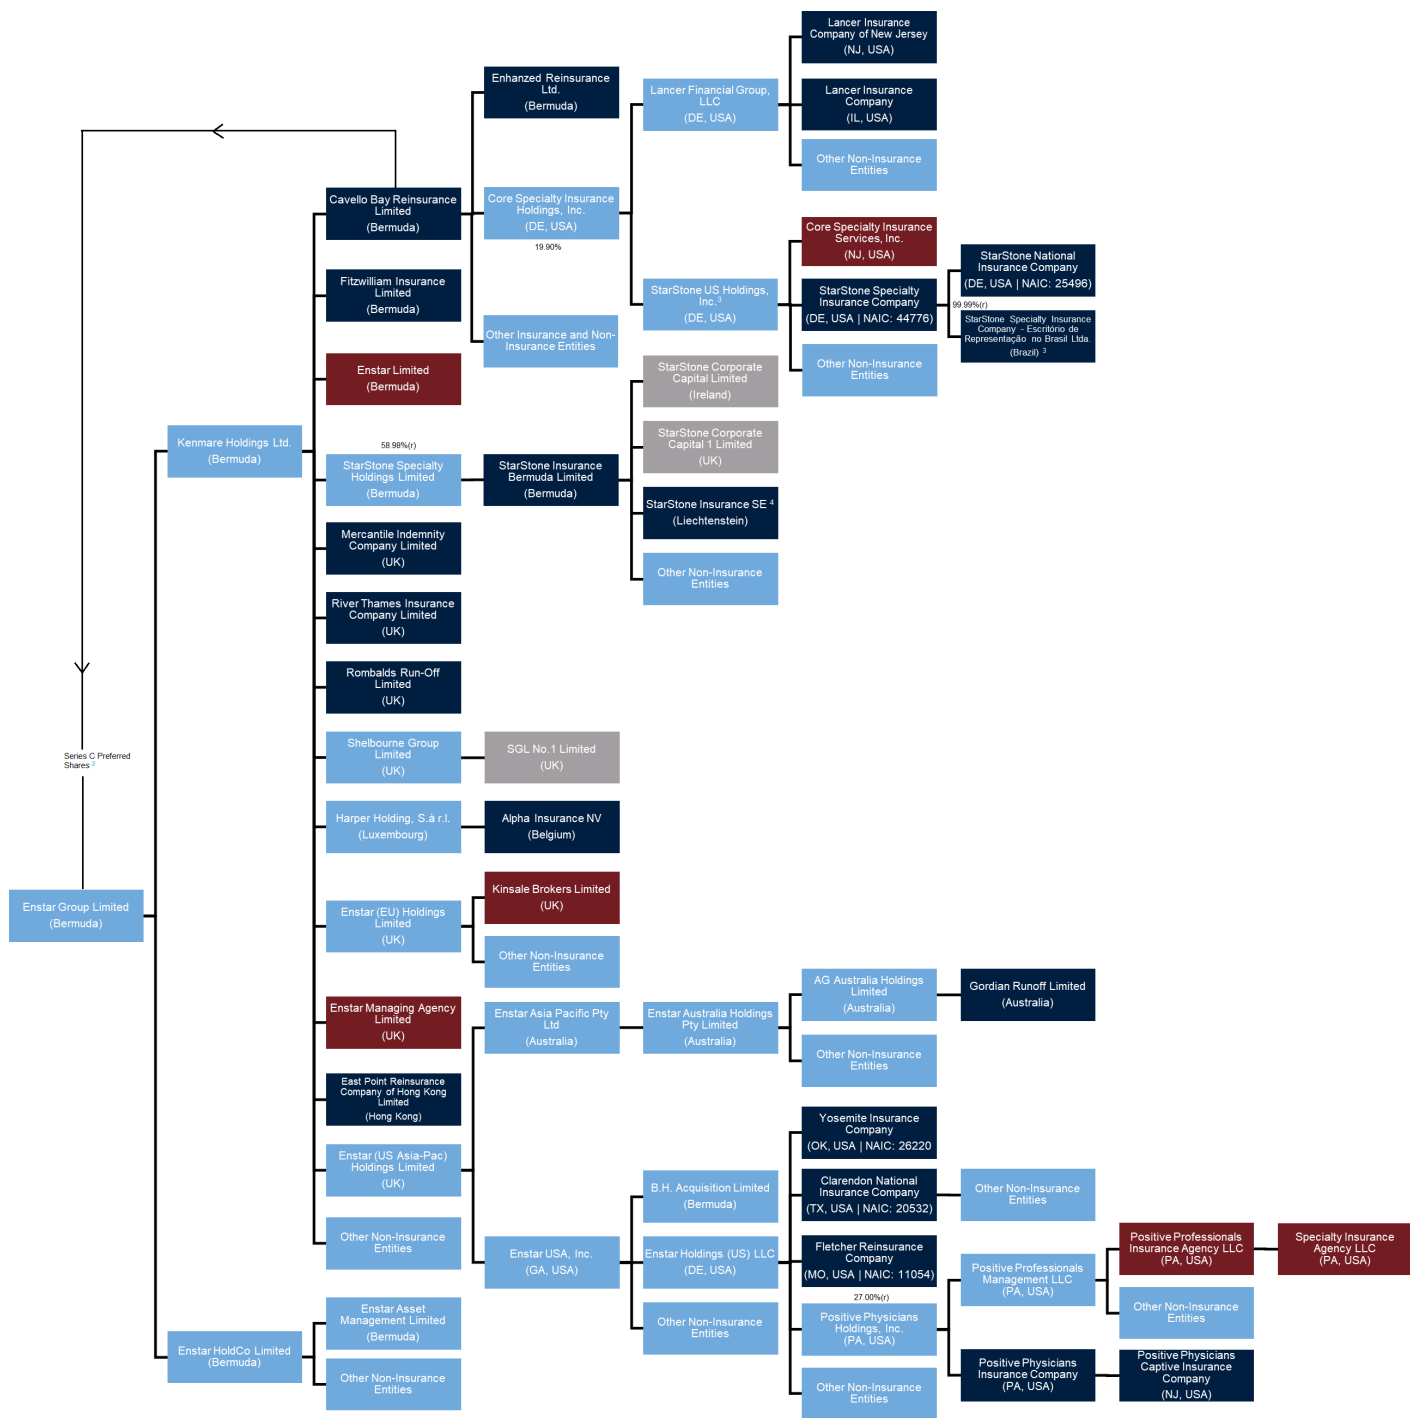 Lancer Insurance
Company of New Jersey
(NJ, USA)
Enhanzed Reinsurance
Ltd.
(Bermuda)
Lancer Financial Group,
LLC
(DE, USA)
Lancer Insurance
Company
(IL, USA)
Other Non-Insurance
Entities
Cavello Bay Reinsurance
Limited
(Bermuda)
Core Specialty Insurance
Holdings, Inc.
(DE, USA)
19.90%
Core Specialty Insurance
Services, Inc.
(NJ, USA)
Fitzwilliam Insurance
Limited
(Bermuda)
StarStone US Holdings,
Inc.3
(DE, USA)
StarStone Specialty
Insurance Company
(DE, USA | NAIC: 44776)
StarStone National
Insurance Company
(DE, USA | NAIC: 25496)
99.99%(r)
StarStone Specialty Insurance
Company - Escritório de
Representação no Brasil Ltda.
(Brazil) 3
Other Insurance and Non-
Insurance Entities
Other Non-Insurance
Entities
Enstar Limited
(Bermuda)
StarStone Corporate
Capital Limited
(Ireland)
Kenmare Holdings Ltd.
(Bermuda)
58.98%(r)
StarStone Specialty
Holdings Limited
(Bermuda)
StarStone Insurance
Bermuda Limited
(Bermuda)
StarStone Corporate
Capital 1 Limited
(UK)
StarStone Insurance SE 4
(Liechtenstein)
Other Non-Insurance
Entities
Mercantile Indemnity
Company Limited
(UK)
River Thames Insurance
Company Limited
(UK)
Rombalds Run-Off
Limited
(UK)
Series C Preferred
Shares 2
Shelbourne Group
Limited
(UK)
SGL No.1 Limited
(UK)
Harper Holding, S.à r.l.
(Luxembourg)
Alpha Insurance NV
(Belgium)
Enstar Group Limited
(Bermuda)
Enstar (EU) Holdings
Limited
(UK)
Kinsale Brokers Limited
(UK)
Other Non-Insurance
Entities
Enstar Managing Agency
Limited
(UK)
Enstar Asia Pacific Pty
Ltd
(Australia)
Enstar Australia Holdings
Pty Limited
(Australia)
AG Australia Holdings
Limited
(Australia)
Gordian Runoff Limited
(Australia)
Other Non-Insurance
Entities
East Point Reinsurance
Company of Hong Kong
Limited
(Hong Kong)
Enstar (US Asia-Pac)
Holdings Limited
(UK)
Yosemite Insurance
Company
(OK, USA | NAIC: 26220
B.H. Acquisition Limited
(Bermuda)
Clarendon National
Insurance Company
(TX, USA | NAIC: 20532)
Other Non-Insurance
Entities
Other Non-Insurance
Entities
Enstar USA, Inc.
(GA, USA)
Enstar Holdings (US) LLC
(DE, USA)
Fletcher Reinsurance
Company
(MO, USA | NAIC: 11054)
Positive Professionals
Management LLC
(PA, USA)
Positive Professionals
Insurance Agency LLC
(PA, USA)
Specialty Insurance
Agency LLC
(PA, USA)
Other Non-Insurance
Entities
27.00%(r)
Positive Physicians
Holdings, Inc.
(PA, USA)
Other Non-Insurance
Entities
Enstar Asset
Management Limited
(Bermuda)
Enstar HoldCo Limited
(Bermuda)
Other Non-Insurance
Entities
Positive Physicians
Insurance Company
(PA, USA)
Positive Physicians
Captive Insurance
Company
(NJ, USA)
Other Non-Insurance
Entities